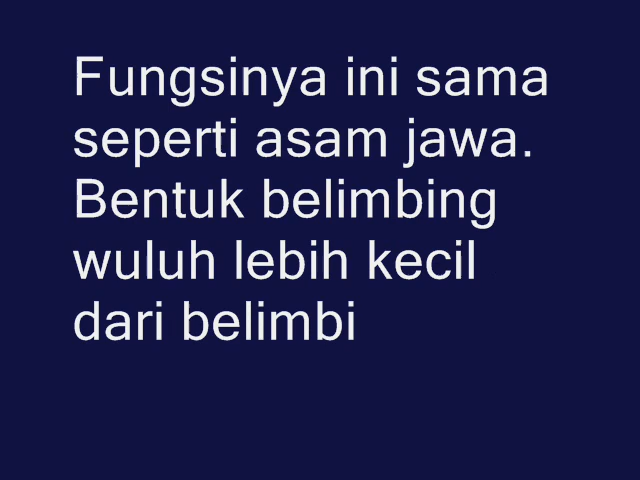 Fungsinya ini sama
seperti asam jawa.
Bentuk belimbing
wuluh lebih kecil
dari belimbi